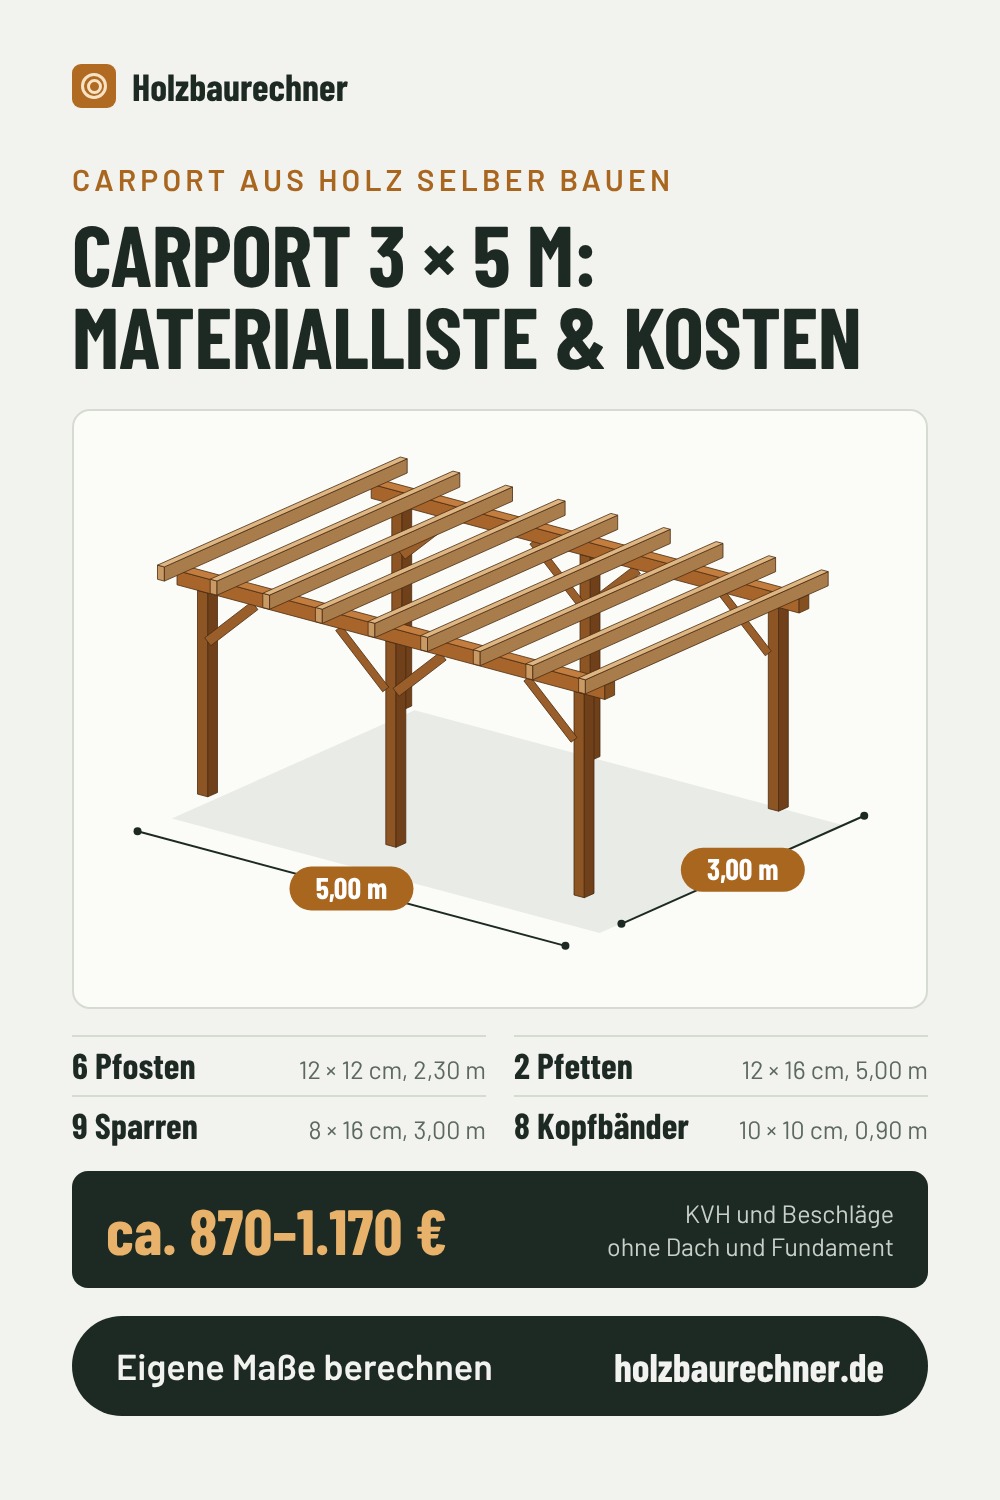 Holzbaurechner
CARPORT AUS HOLZ SELBER BAUEN
CARPORT 3 × 5 M:
MATERIALLISTE & KOSTEN
5,00 m
3,00 m
6 Pfosten 12 × 12 cm, 2,30 m
2 Pfetten 12 × 16 cm, 5,00 m
9 Sparren 8 × 16 cm, 3,00 m
8 Kopfbänder 10 × 10 cm, 0,90 m
ca. 870–1.170 €
KVH und Beschläge
ohne Dach und Fundament
Eigene Maße berechnen
holzbaurechner.de